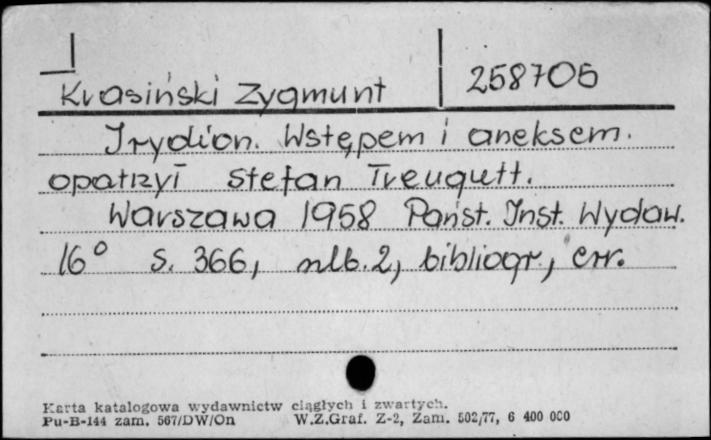 Krasiński Zygmunt 258705
Irydion. Wstępem i aneksem.
opatrzył Stefan Treugutt.
Warszawa 1958 Państ. Inst. Wydaw.
16° s. 366, nlb. 2, bibliogr., err.
Karta katalogowa wydawnictw ciągłych i zwartych.
Pu-B-144 zam. 567/DW/On W.Z.Graf. Z-2, Zam. 502/77, 6 400 000